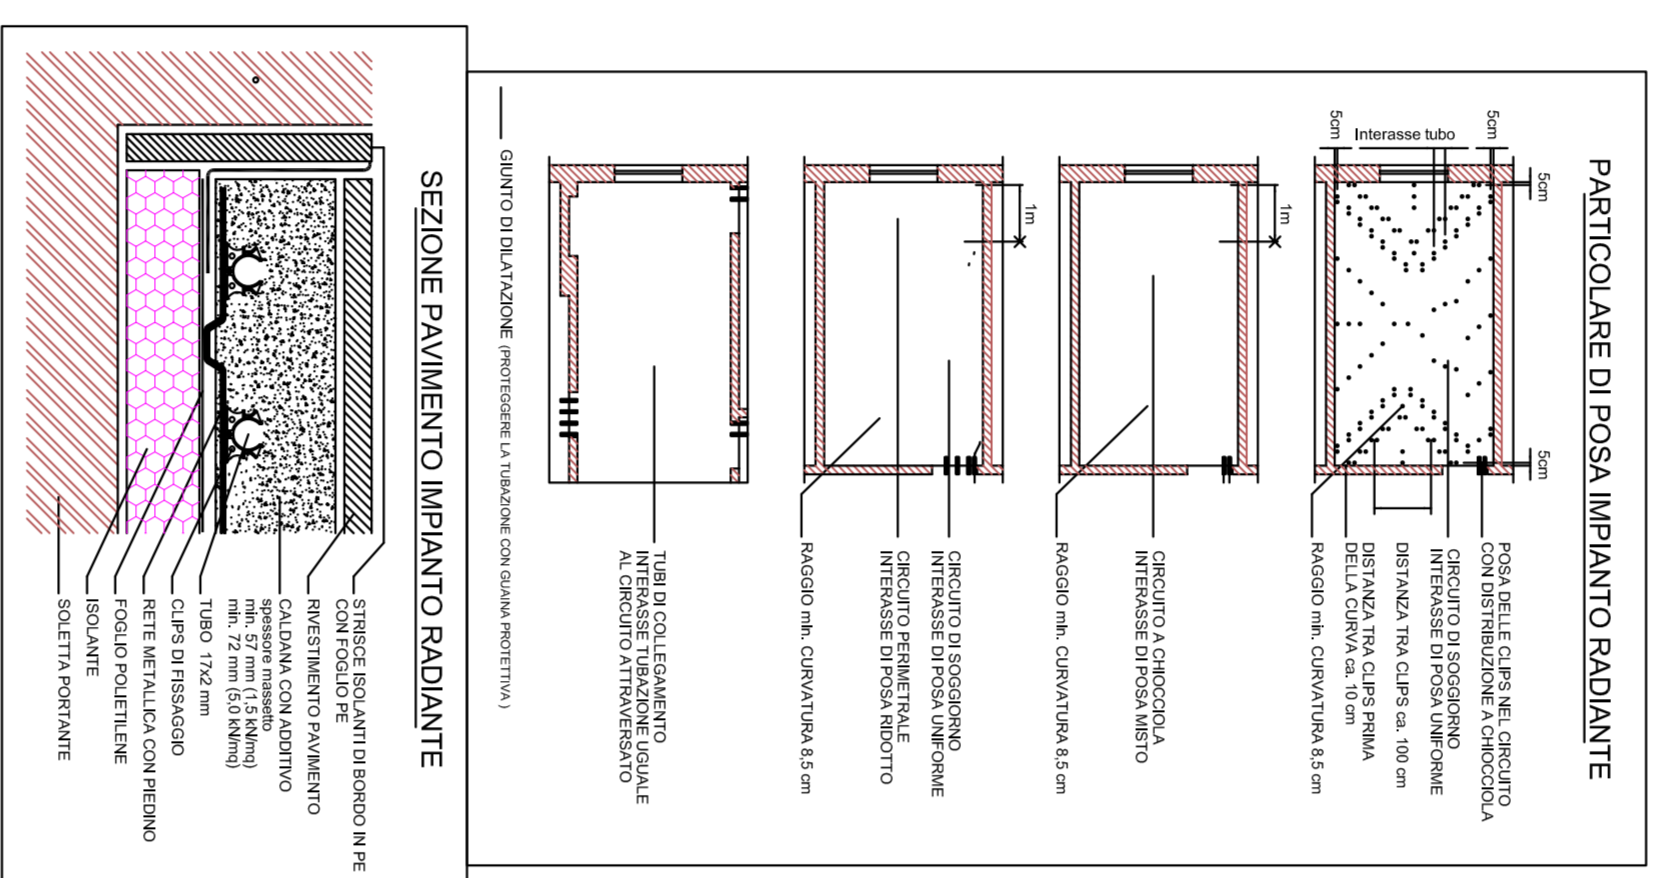 PARTICOLARE DI POSA IMPIANTO RADIANTE
5cm
Interasse tubo
5cm
5cm
5cm
POSA DELLE CLIPS NEL CIRCUITO
CON DISTRIBUZIONE A CHIOCCIOLA
CIRCUITO DI SOGGIORNO
INTERASSE DI POSA UNIFORME
DISTANZA TRA CLIPS ca. 100 cm
DISTANZA TRA CLIPS PRIMA
DELLA CURVA ca. 10 cm
RAGGIO min. CURVATURA 8,5 cm
1m
CIRCUITO A CHIOCCIOLA
INTERASSE DI POSA MISTO
RAGGIO min. CURVATURA 8,5 cm
1m
CIRCUITO DI SOGGIORNO
INTERASSE DI POSA UNIFORME
CIRCUITO PERIMETRALE
INTERASSE DI POSA RIDOTTO
RAGGIO min. CURVATURA 8,5 cm
TUBI DI COLLEGAMENTO
INTERASSE TUBAZIONE UGUALE
AL CIRCUITO ATTRAVERSATO
GIUNTO DI DILATAZIONE (PROTEGGERE LA TUBAZIONE CON GUAINA PROTETTIVA )
SEZIONE PAVIMENTO IMPIANTO RADIANTE
STRISCE ISOLANTI DI BORDO IN PE
CON FOGLIO PE
RIVESTIMENTO PAVIMENTO
CALDANA CON ADDITIVO
spessore massetto
min. 57 mm (1,5 kN/mq)
min. 72 mm (5,0 kN/mq)
TUBO 17x2 mm
CLIPS DI FISSAGGIO
RETE METALLICA CON PIEDINO
FOGLIO POLIETILENE
ISOLANTE
SOLETTA PORTANTE